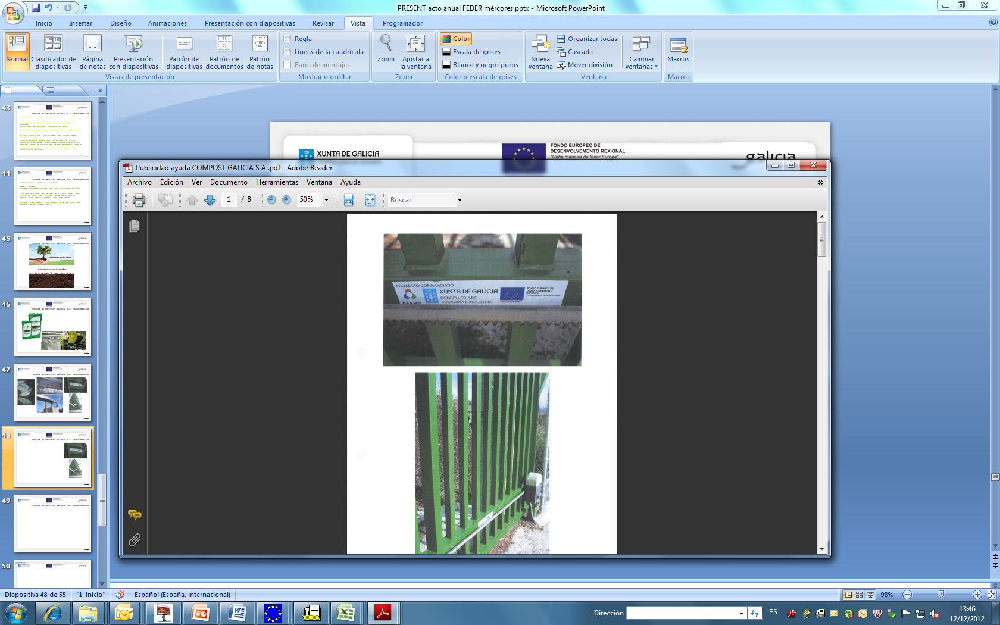 PRESENT acto anual FEDER mércores.pptx - Microsoft PowerPoint
Inicio Insertar Diseño Animaciones Presentación con diapositivas Revisar Vista Programador
Normal Clasificador de diapositivas Página de notas Presentación con diapositivas Patrón de diapositivas Patrón de documentos Patrón de notas
Vistas de presentación
Regla
Líneas de la cuadrícula
Barra de mensajes
Mostrar u ocultar
Zoom Ajustar a la ventana
Zoom
Color
Escala de grises
Blanco y negro puros
Color o escala de grises
Nueva ventana
Organizar todas
Cascada
Mover división
Cambiar ventanas
Ventana
Macros
Macros
43
44
45
46
47
48
49
50
XUNTA DE GALICIA
FONDO EUROPEO DE
DESENVOLVEMENTO REXIONAL
"Unha maneira de facer Europa"
galicia
Publicidad ayuda COMPOST GALICIA S A .pdf - Adobe Reader
Archivo Edición Ver Documento Herramientas Ventana Ayuda
1 / 8 50% Buscar
PROXECTO COFINANCIADO
IGAPE
XUNTA DE GALICIA
CONSELLERÍA DE
ECONOMÍA E INDUSTRIA
UNIÓN EUROPEA
FONDO EUROPEO DE
DESENVOLVEMENTO
REXIONAL
"Unha maneira de facer Europa"
Diapositiva 48 de 55 "1_Inicio" Español (España, internacional) 98%
Dirección ES 13:46
12/12/2012